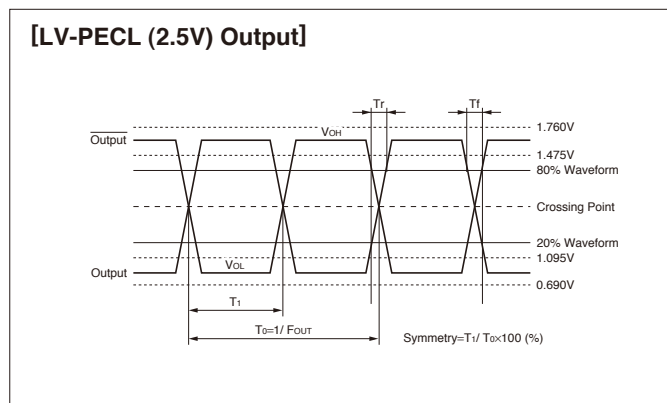 [LV-PECL (2.5V) Output]
Tr
Tf
Output
VOH
1.760V
1.475V
80% Waveform
Crossing Point
20% Waveform
1.095V
Output
VOL
0.690V
T1
T0=1/ FOUT
Symmetry=T1/ T0×100 (%)